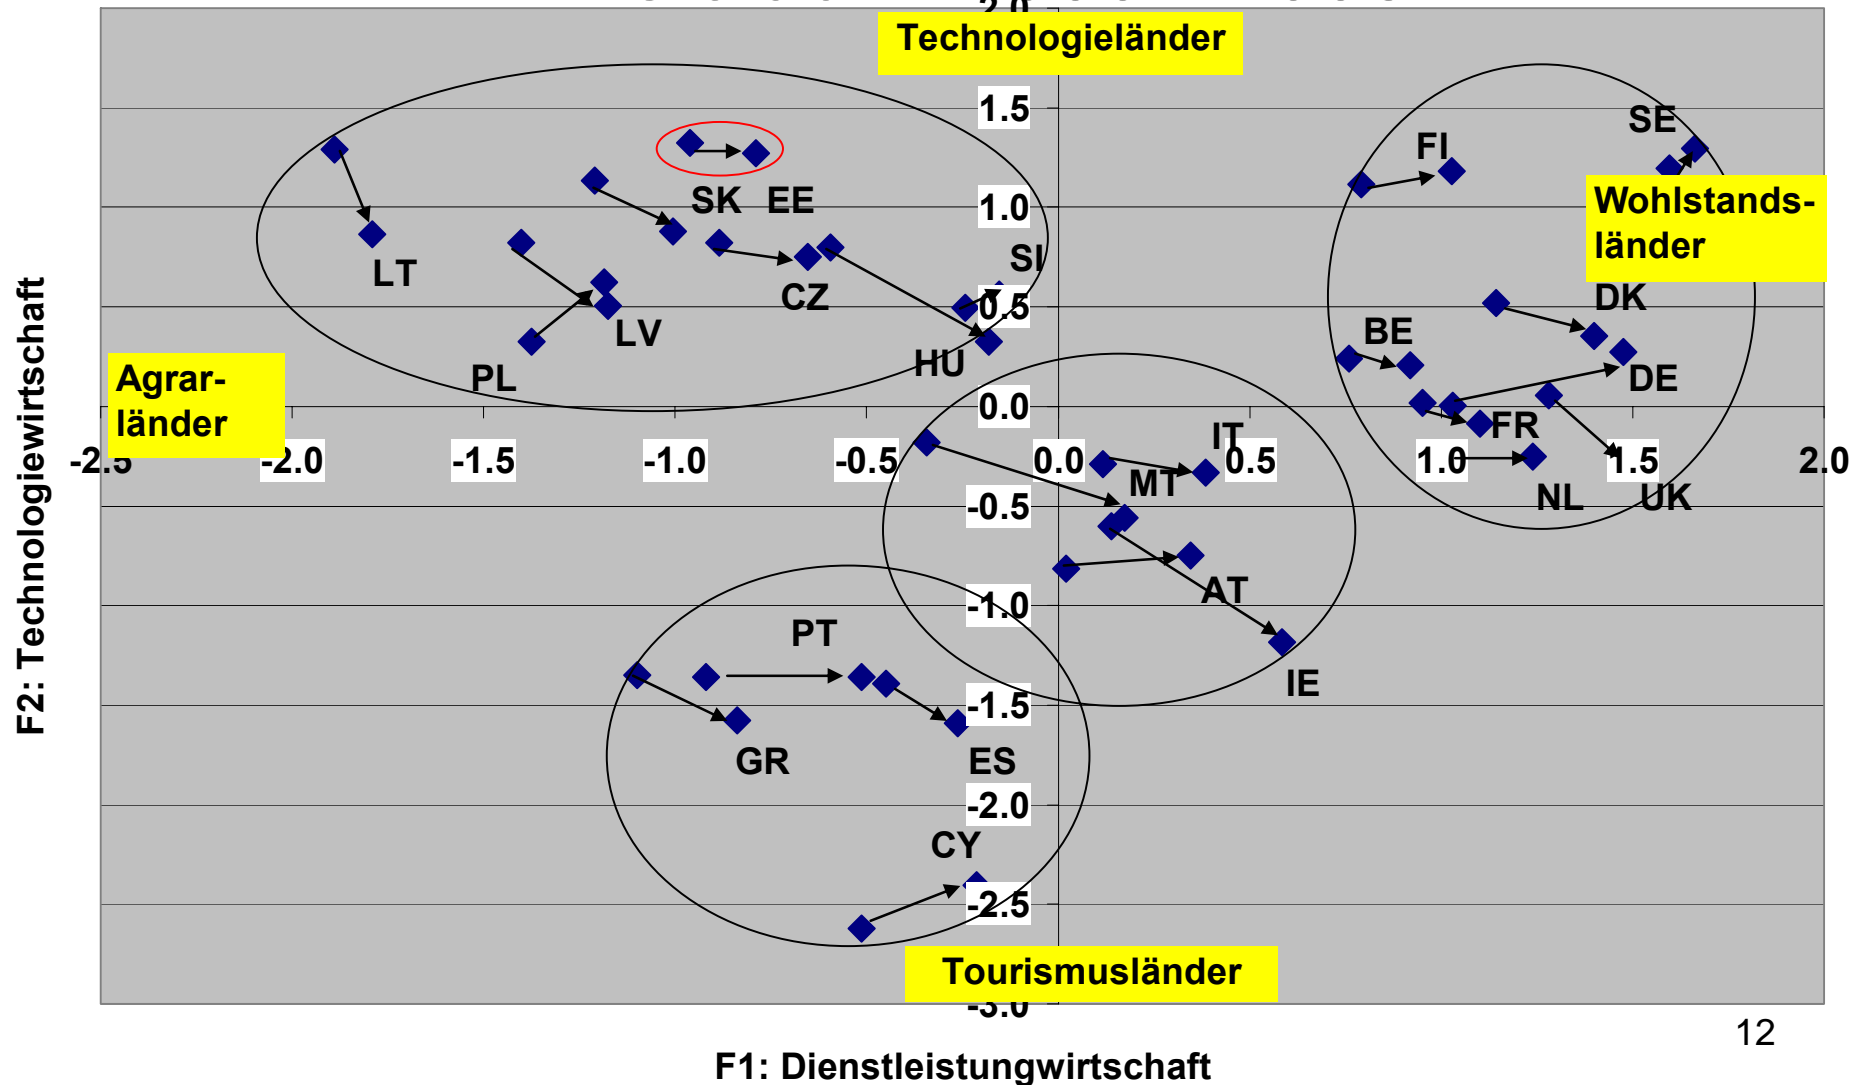 2.0
Technologieländer
1.5
SE
FI
SK EE
1.0
Wohlstands-
länder
SI
LT
CZ
DK
0.5
LV
BE
HU
PL
DE
Agrar-
länder
0.0
FR
IT
-2.5 -2.0 -1.5 -1.0 -0.5 0.0 0.5 1.0 1.5 2.0
MT
NL UK
-0.5
AT
-1.0
PT
IE
-1.5
GR ES
-2.0
CY
-2.5
Tourismusländer
-3.0
12
F2: Technologiewirtschaft
F1: Dienstleistungwirtschaft